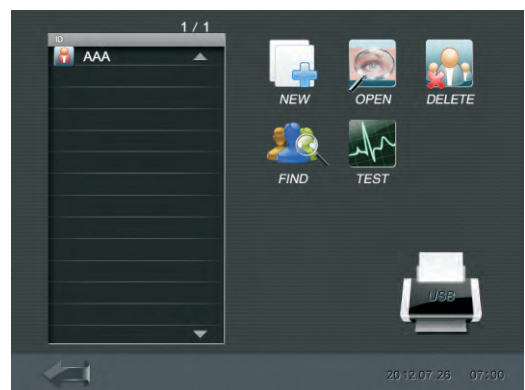 1 / 1
ID
AAA
NEW
OPEN
DELETE
FIND
TEST
USB
2012.07.26 07:00